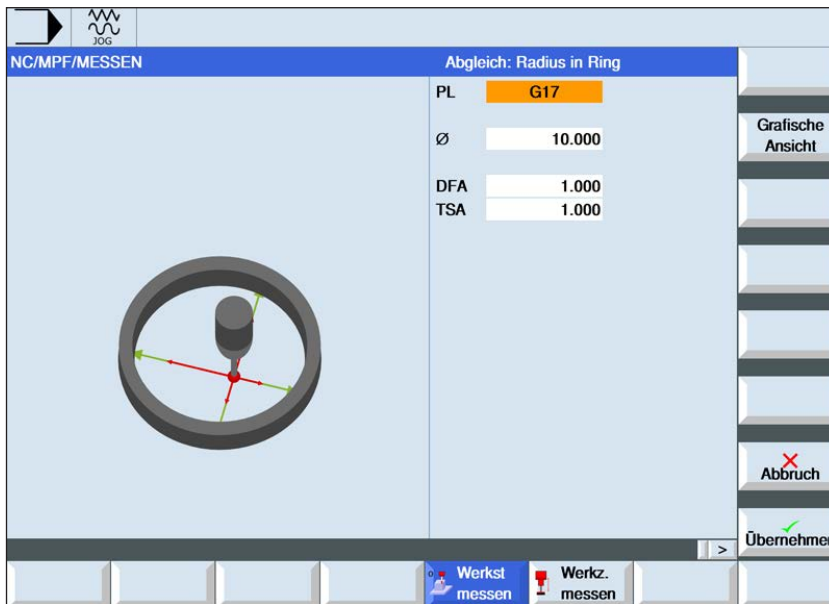 JOG
NC/MPF/MESSEN
Abgleich: Radius in Ring
PL G17
Ø 10.000
DFA 1.000
TSA 1.000
Grafische
Ansicht
Abbruch
Übernehmen
>
Werkst
messen
Werkz.
messen